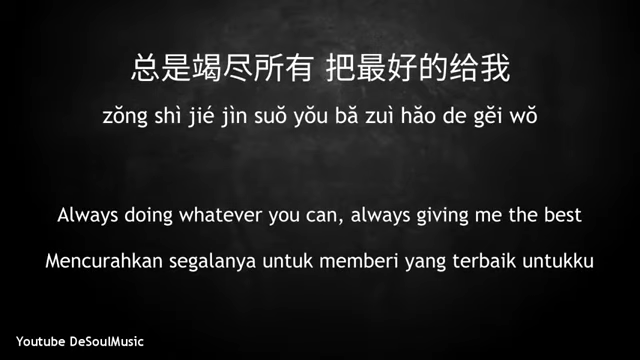 总是竭尽所有 把最好的给我
zǒng shì jié jìn suǒ yǒu bǎ zuì hǎo de gěi wǒ
Always doing whatever you can, always giving me the best
Mencurahkan segalanya untuk memberi yang terbaik untukku
Youtube DeSoulMusic